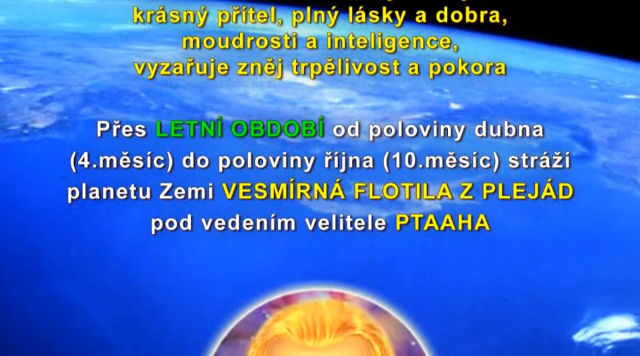 krásný přítel, plný lásky a dobra,
moudrosti a inteligence,
vyzařuje zněj trpělivost a pokora
Přes LETNÍ OBDOBÍ od poloviny dubna
(4.měsíc) do poloviny října (10.měsíc) stráží
planetu Zemi VESMÍRNÁ FLOTILA Z PLEJÁD
pod vedením velitele PTAAHA